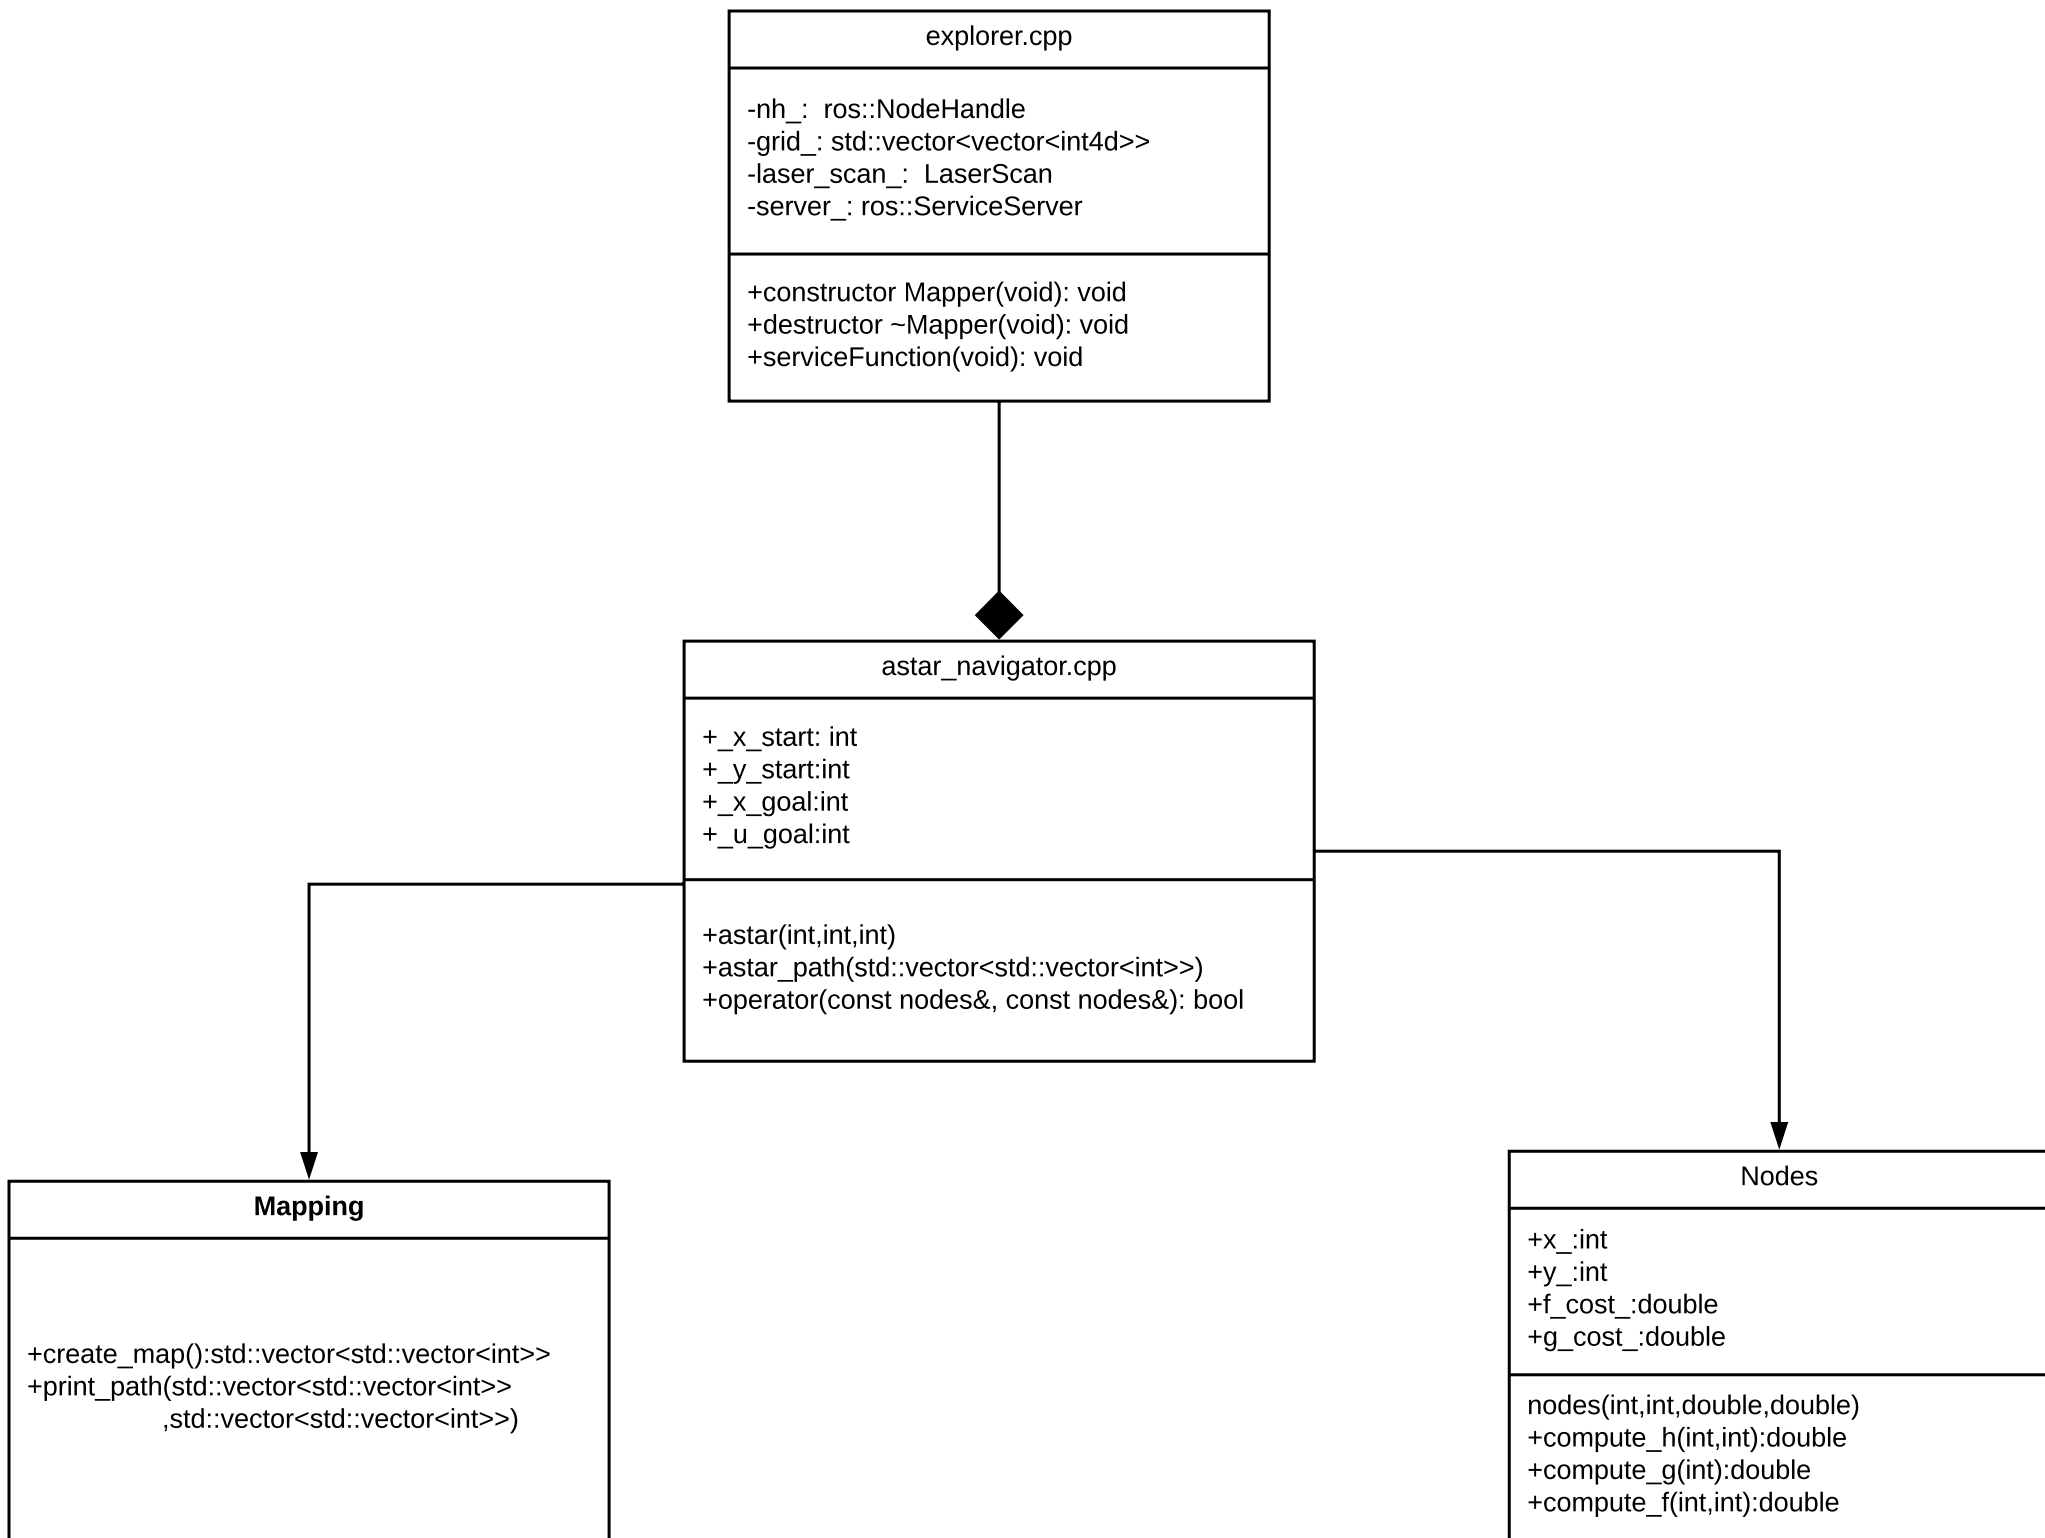 explorer.cpp
-nh_:  ros::NodeHandle
-grid_: std::vector<vector<int4d>>
-laser_scan_:  LaserScan
-server_: ros::ServiceServer
+constructor Mapper(void): void
+destructor ~Mapper(void): void
+serviceFunction(void): void
astar_navigator.cpp
+_x_start: int
+_y_start:int
+_x_goal:int
+_u_goal:int
+astar(int,int,int)
+astar_path(std::vector<std::vector<int>>)
+operator(const nodes&, const nodes&): bool
Mapping
+create_map():std::vector<std::vector<int>>
+print_path(std::vector<std::vector<int>>
,std::vector<std::vector<int>>)
Nodes
+x_:int
+y_:int
+f_cost_:double
+g_cost_:double
nodes(int,int,double,double)
+compute_h(int,int):double
+compute_g(int):double
+compute_f(int,int):double